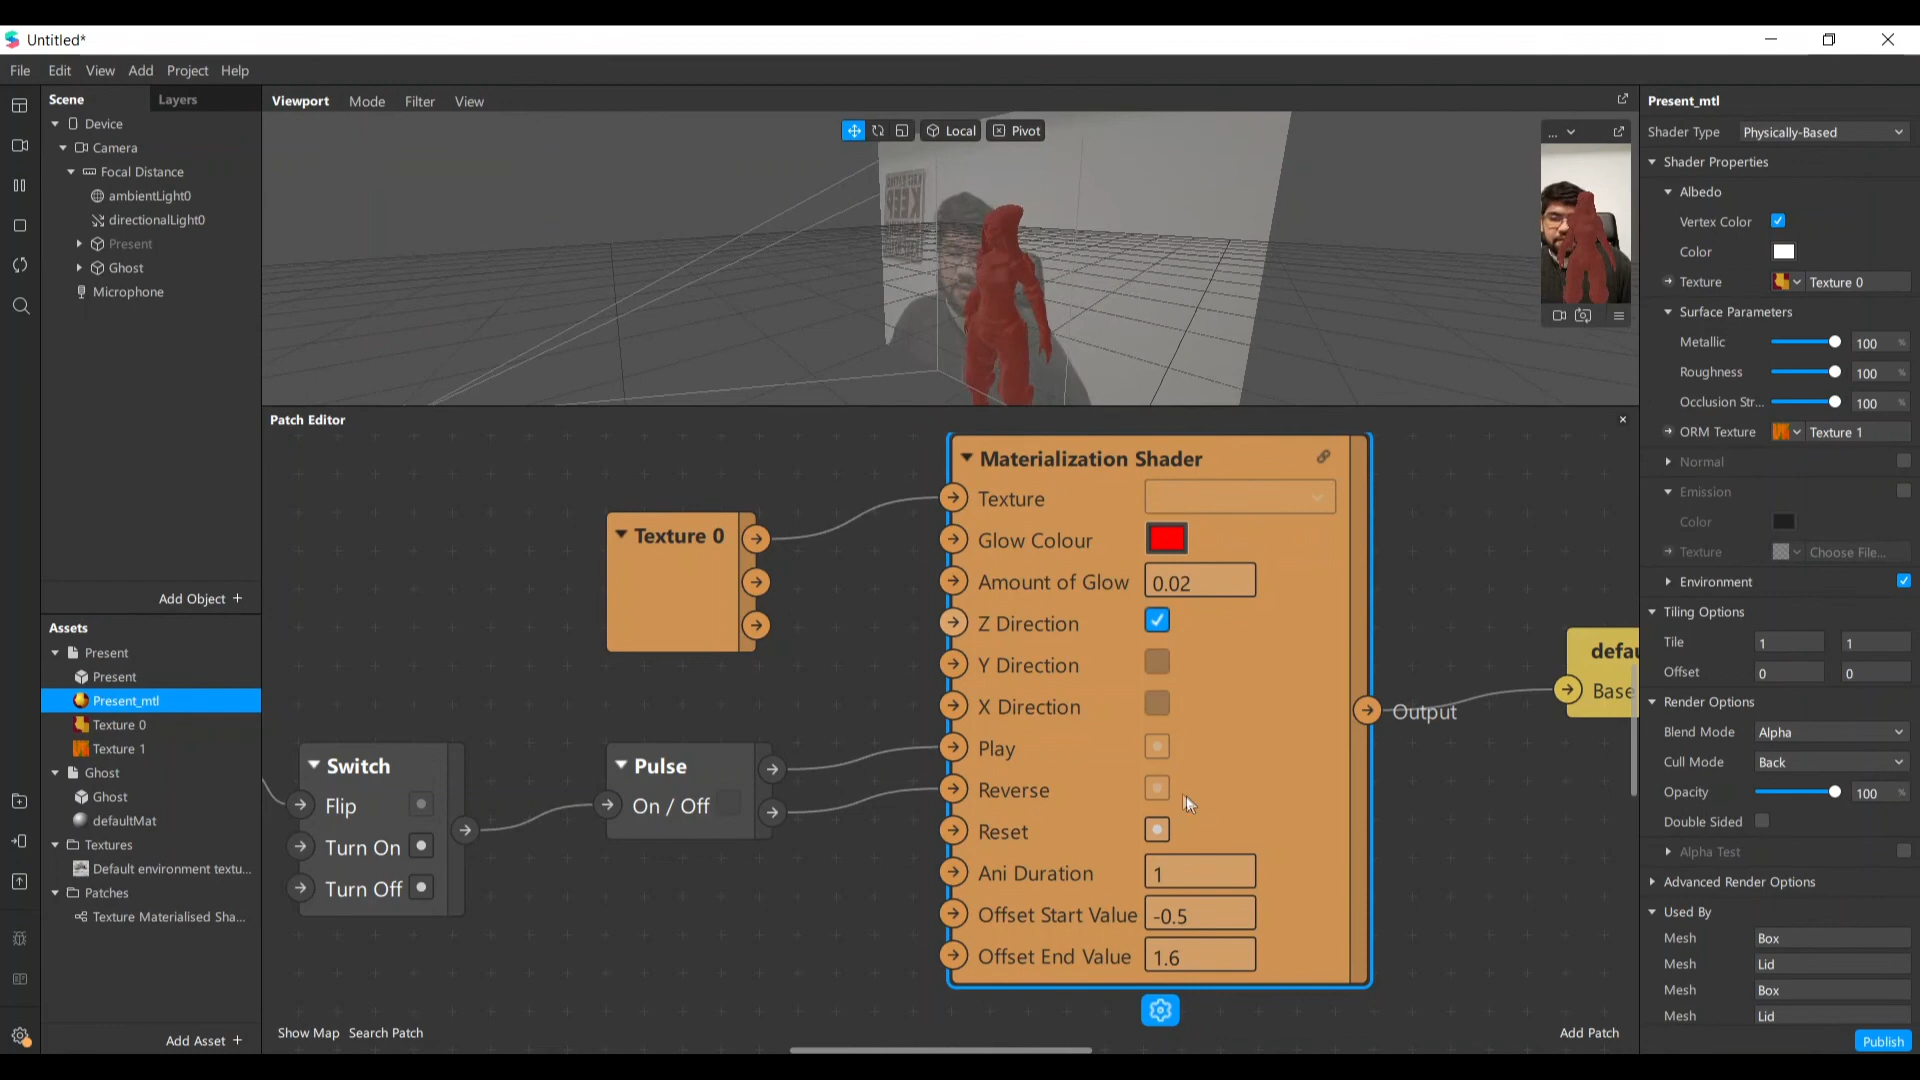 Untitled*
File Edit View Add Project Help
Scene Layers
Device
Camera
Focal Distance
ambientLight0
directionalLight0
Present
Ghost
Microphone
Add Object +
Assets
Present
Present
Present_mtl
Texture 0
Texture 1
Ghost
Ghost
defaultMat
Textures
Default environment textu...
Patches
Texture Materialised Sha...
Add Asset +
Viewport Mode Filter View
Local Pivot
KEEP
...
Patch Editor
Texture 0
Switch
Flip
Turn On
Turn Off
Pulse
On / Off
Materialization Shader
Texture
Glow Colour
Amount of Glow 0.02
Z Direction
Y Direction
X Direction
Play
Reverse
Reset
Ani Duration 1
Offset Start Value -0.5
Offset End Value 1.6
Output
defau
Base
Show Map Search Patch
Add Patch
Present_mtl
Shader Type Physically-Based
Shader Properties
Albedo
Vertex Color
Color
Texture Texture 0
Surface Parameters
Metallic 100 %
Roughness 100 %
Occlusion Str... 100 %
ORM Texture Texture 1
Normal
Emission
Color
Texture Choose File...
Environment
Tiling Options
Tile 1 1
Offset 0 0
Render Options
Blend Mode Alpha
Cull Mode Back
Opacity 100 %
Double Sided
Alpha Test
Advanced Render Options
Used By
Mesh Box
Mesh Lid
Mesh Box
Mesh Lid
Publish